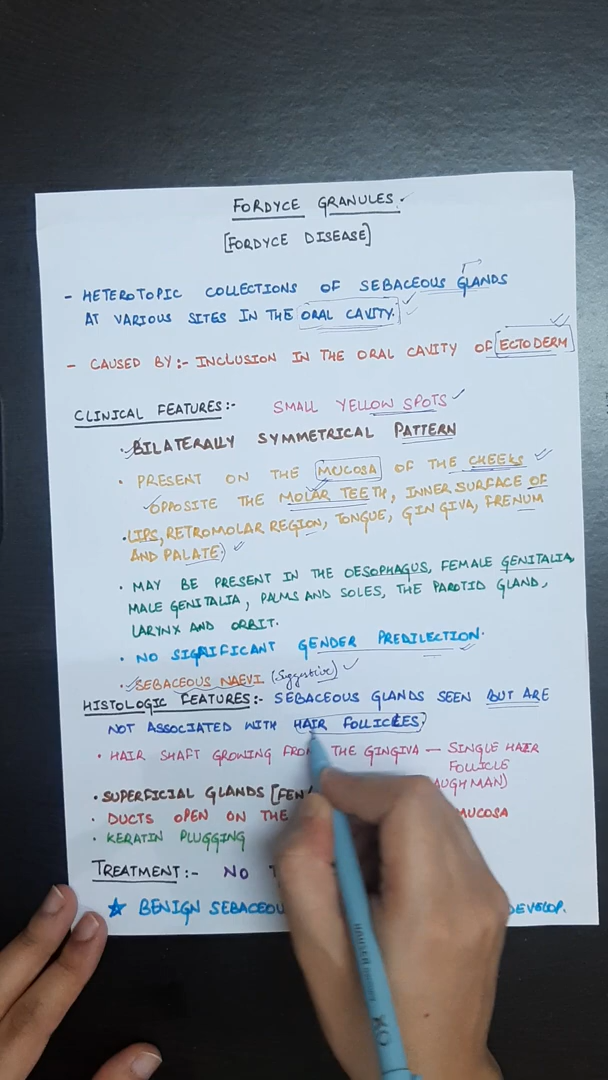 FORDYCE GRANULES.
[FORDYCE DISEASE]
- HETEROTOPIC COLLECTIONS OF SEBACEOUS GLANDS
AT VARIOUS SITES IN THE ORAL CAVITY.
- CAUSED BY:- INCLUSION IN THE ORAL CAVITY OF ECTODERM
CLINICAL FEATURES:- SMALL YELLOW SPOTS
• BILATERALLY SYMMETRICAL PATTERN
• PRESENT ON THE MUCOSA OF THE CHEEKS
OPPOSITE THE MOLAR TEETH, INNER SURFACE OF
• LIPS, RETROMOLAR REGION, TONGUE, GINGIVA, FRENUM
AND PALATE)
• MAY BE PRESENT IN THE OESOPHAGUS, FEMALE GENITALIA,
MALE GENITALIA, PALMS AND SOLES, THE PAROTID GLAND,
LARYNX AND ORBIT.
• NO SIGNIFICANT GENDER PREDILECTION.
• SEBACEOUS NAEVI (Suggestive)
HISTOLOGIC FEATURES:- SEBACEOUS GLANDS SEEN BUT ARE
NOT ASSOCIATED WITH HAIR FOLLICLES.
• HAIR SHAFT GROWING FROM THE GINGIVA — SINGLE HAIR
FOLLICLE
• SUPERFICIAL GLANDS
• DUCTS OPEN ON THE MUCOSA
• KERATIN PLUGGING
TREATMENT:- NO
★ BENIGN DEVELOP.